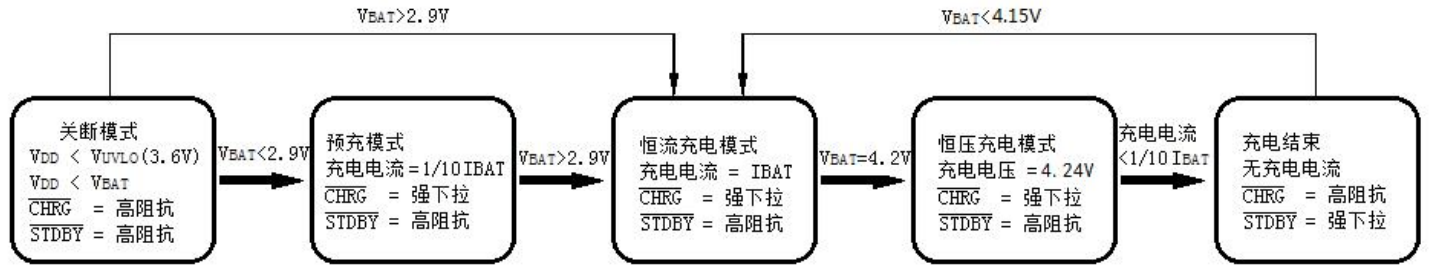 VBAT>2.9V
VBAT<4.15V
关断模式
VDD < VUVLO(3.6V)
VDD < VBAT
CHRG = 高阻抗
STDBY = 高阻抗
VBAT<2.9V
预充模式
充电电流=1/10IBAT
CHRG = 强下拉
STDBY = 高阻抗
VBAT>2.9V
恒流充电模式
充电电流 = IBAT
CHRG = 强下拉
STDBY = 高阻抗
VBAT=4.2V
恒压充电模式
充电电压 =4.24V
CHRG = 强下拉
STDBY = 高阻抗
充电电流
<1/10 IBAT
充电结束
无充电电流
CHRG = 高阻抗
STDBY = 强下拉